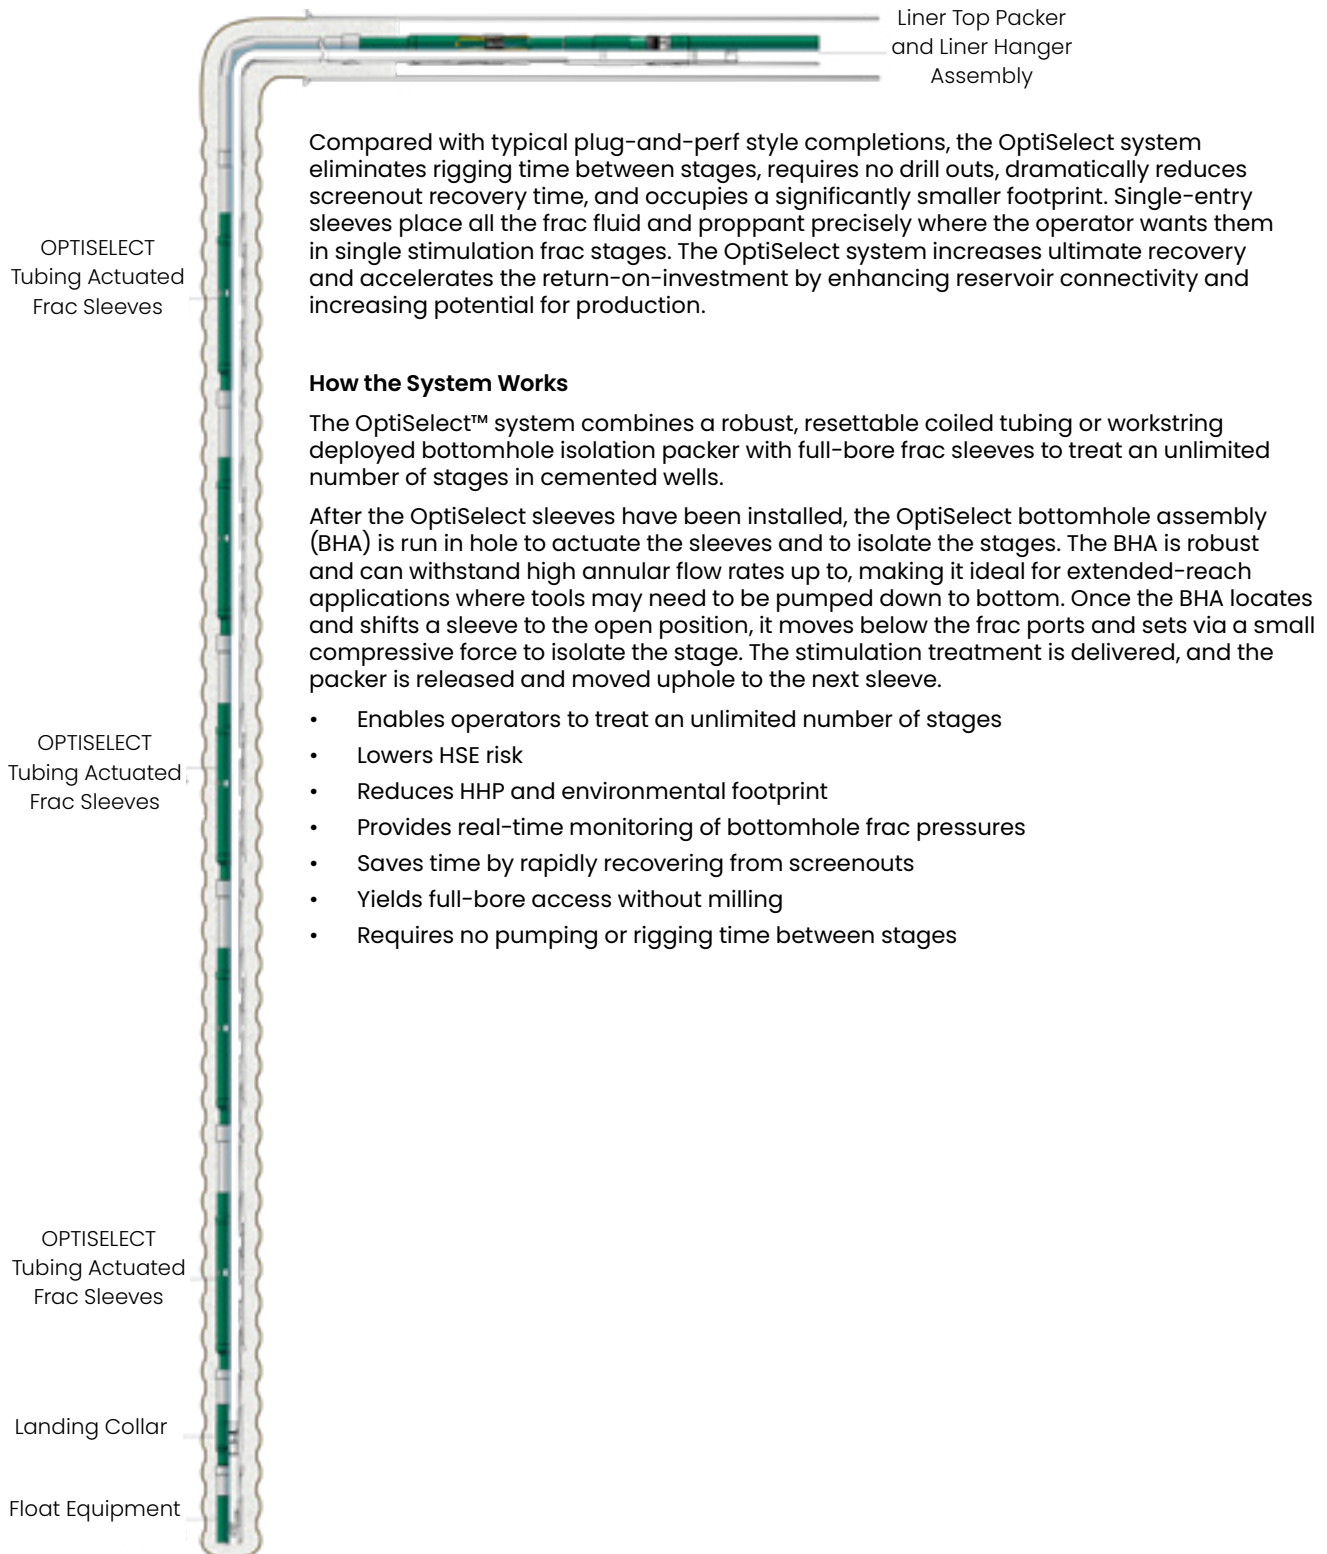 Liner Top Packer
and Liner Hanger
Assembly
Compared with typical plug-and-perf style completions, the OptiSelect system
eliminates rigging time between stages, requires no drill outs, dramatically reduces
screenout recovery time, and occupies a significantly smaller footprint. Single-entry
sleeves place all the frac fluid and proppant precisely where the operator wants them
in single stimulation frac stages. The OptiSelect system increases ultimate recovery
and accelerates the return-on-investment by enhancing reservoir connectivity and
increasing potential for production.
OPTISELECT
Tubing Actuated
Frac Sleeves
How the System Works
The OptiSelect™ system combines a robust, resettable coiled tubing or workstring
deployed bottomhole isolation packer with full-bore frac sleeves to treat an unlimited
number of stages in cemented wells.
After the OptiSelect sleeves have been installed, the OptiSelect bottomhole assembly
(BHA) is run in hole to actuate the sleeves and to isolate the stages. The BHA is robust
and can withstand high annular flow rates up to, making it ideal for extended-reach
applications where tools may need to be pumped down to bottom. Once the BHA locates
and shifts a sleeve to the open position, it moves below the frac ports and sets via a small
compressive force to isolate the stage. The stimulation treatment is delivered, and the
packer is released and moved uphole to the next sleeve.
• Enables operators to treat an unlimited number of stages
• Lowers HSE risk
• Reduces HHP and environmental footprint
• Provides real-time monitoring of bottomhole frac pressures
• Saves time by rapidly recovering from screenouts
• Yields full-bore access without milling
• Requires no pumping or rigging time between stages
OPTISELECT
Tubing Actuated
Frac Sleeves
OPTISELECT
Tubing Actuated
Frac Sleeves
Landing Collar
Float Equipment